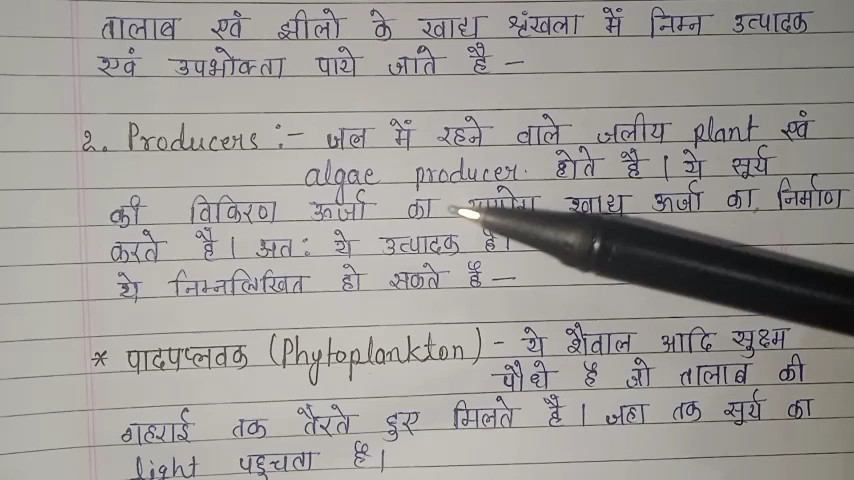 तालाब एवं झीलो के खाद्य श्रृंखला में निम्न उत्पादक
एवं उपभोक्ता पाये जाते है –
2. Producers :- जल में रहने वाले जलीय plant एवं
algae producer. होते है । ये सूर्य
की विकिरण ऊर्जा का खाद्य ऊर्जा का निर्माण
करते है । अत: ये उत्पादक है।
ये निम्नलिखित हो सकते है –
* पादपप्लवक (Phytoplankton) - ये शैवाल आदि सुक्ष्म
पौधे है जो तालाब की
गहराई तक तैरते हुए मिलते है । जहा तक सूर्य का
light पहुचता है।